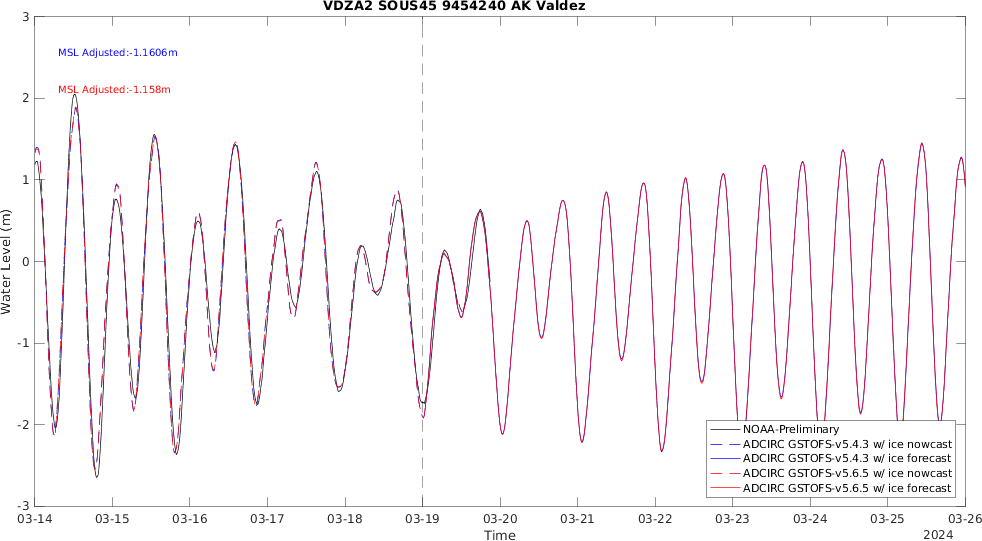 VDZA2 SOUS45 9454240 AK Valdez
MSL Adjusted:-1.1606m
MSL Adjusted:-1.158m
Water Level (m)
3
2
1
0
-1
-2
-3
NOAA-Preliminary
ADCIRC GSTOFS-v5.4.3 w/ ice nowcast
ADCIRC GSTOFS-v5.4.3 w/ ice forecast
ADCIRC GSTOFS-v5.6.5 w/ ice nowcast
ADCIRC GSTOFS-v5.6.5 w/ ice forecast
03-14 03-15 03-16 03-17 03-18 03-19 03-20 03-21 03-22 03-23 03-24 03-25 03-26
Time
2024